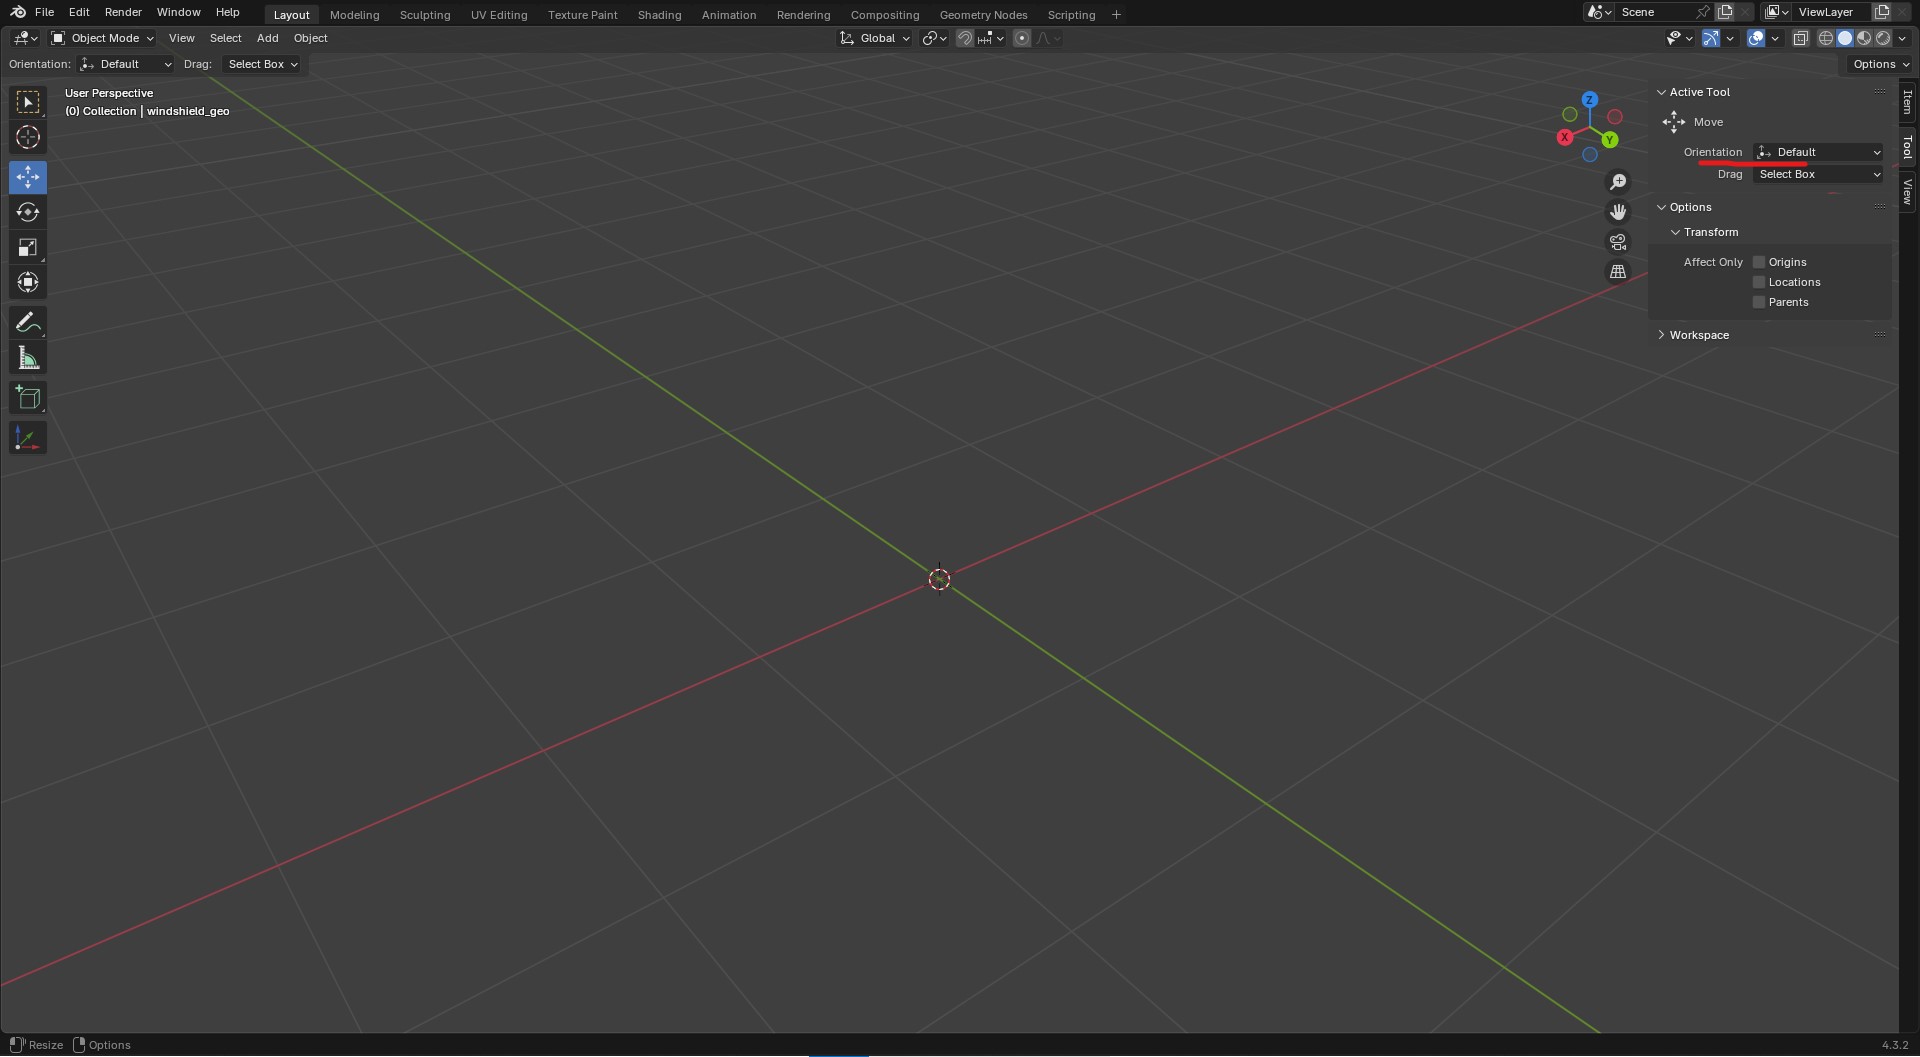 File Edit Render Window Help Layout Modeling Sculpting UV Editing Texture Paint Shading Animation Rendering Compositing Geometry Nodes Scripting + Scene ViewLayer
Object Mode View Select Add Object Global
Orientation: Default Drag: Select Box Options
User Perspective
(0) Collection | windshield_geo
Z
X
Y
Active Tool
Move
Orientation Default
Drag Select Box
Options
Transform
Affect Only Origins
Locations
Parents
Workspace
Item
Tool
View
Resize Options 4.3.2